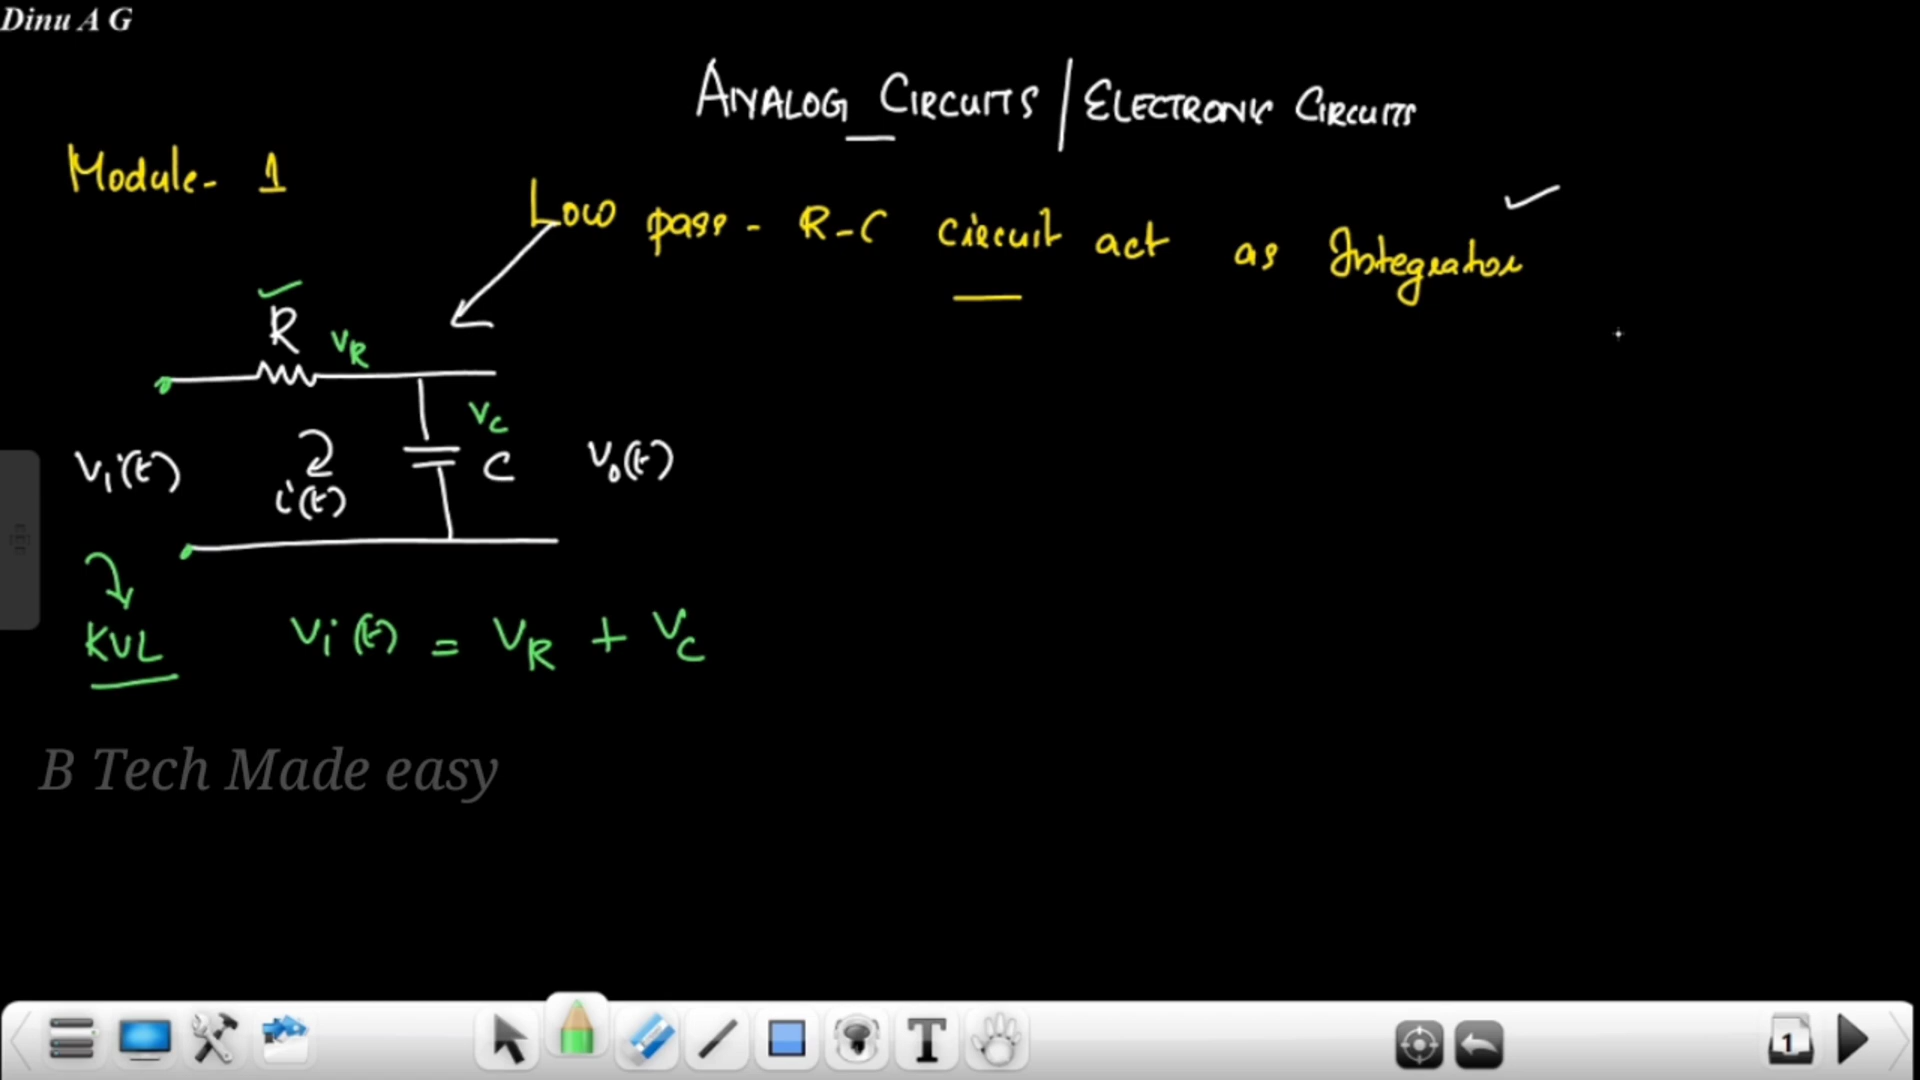 Dinu A G
ANALOG CIRCUITS / ELECTRONIC CIRCUITS
Module - 1
Low pass - R-C circuit act as Integrator
R
VR
VC
Vi(t)
i(t)
C
Vo(t)
KVL
Vi(t) = VR + VC
B Tech Made easy
T
1